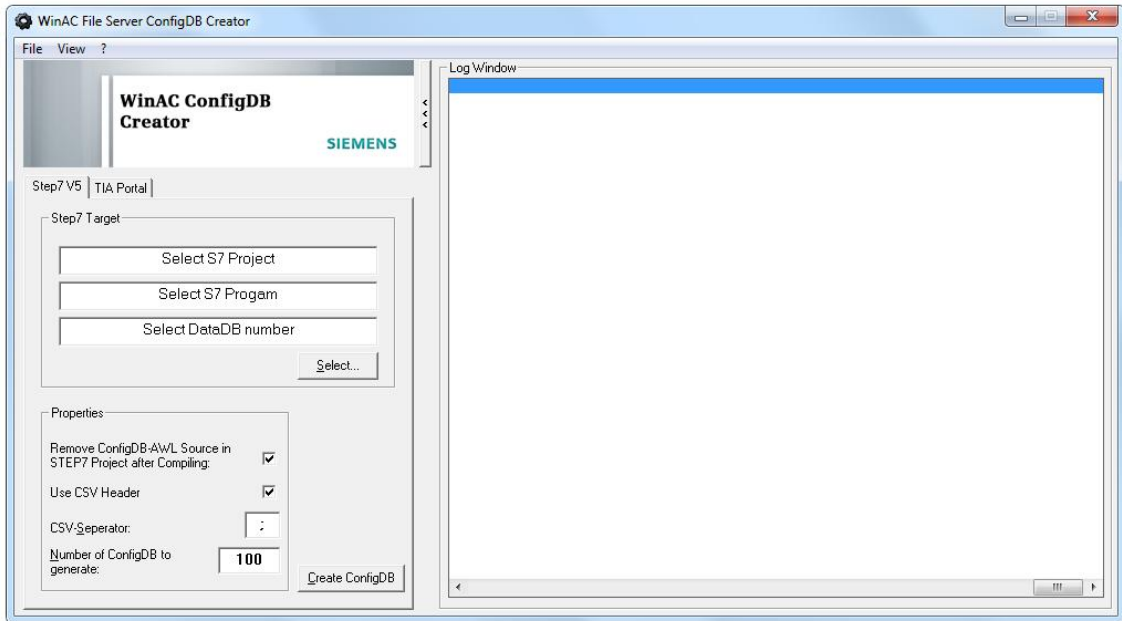 WinAC File Server ConfigDB Creator
File View ?
WinAC ConfigDB
Creator
SIEMENS
<
<
<
Log Window
Step7 V5
TIA Portal
Step7 Target
Select S7 Project
Select S7 Progam
Select DataDB number
Select...
Properties
Remove ConfigDB-AWL Source in
STEP7 Project after Compiling:
Use CSV Header
CSV-Seperator:
;
Number of ConfigDB to
generate:
100
Create ConfigDB